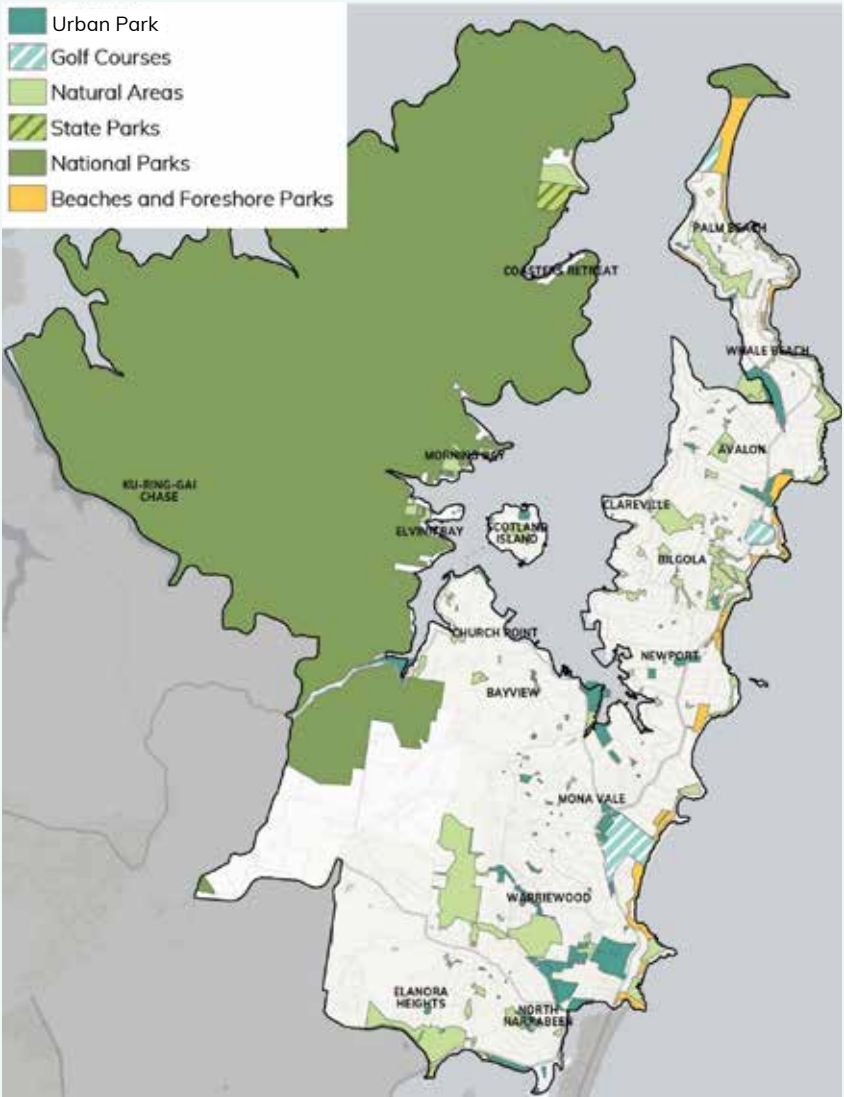 Urban Park
Golf Courses
Natural Areas
State Parks
National Parks
Beaches and Foreshore Parks
PALM BEACH
COASTERS RETREAT
WHALE BEACH
AVALON
MORNING BAY
KU-RING-GAI
CHASE
CLAREVILLE
ELVINA BAY
SCOTLAND
ISLAND
BILGOLA
CHURCH POINT
NEWPORT
BAYVIEW
MONA VALE
WARRIEWOOD
ELANORA
HEIGHTS
NORTH
NARRABEEN